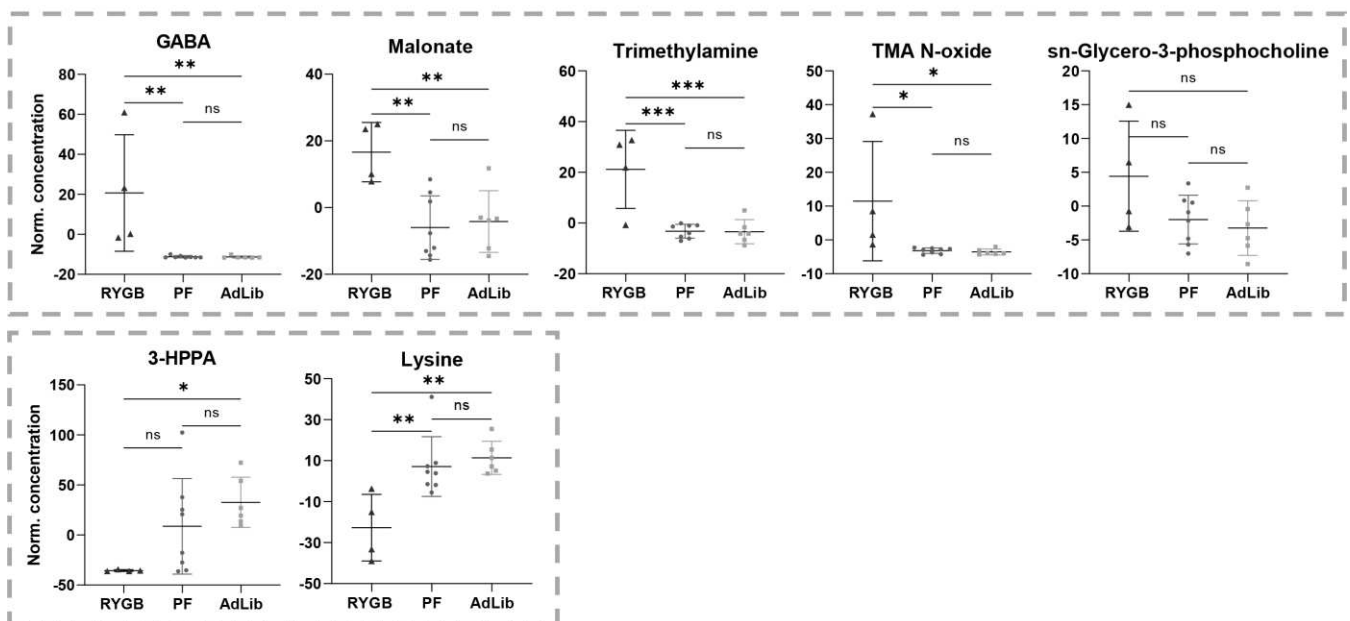 GABA
Norm. concentration
80
60
40
20
0
-20
**
**
ns
RYGB PF AdLib
Malonate
40
20
0
-20
**
**
ns
RYGB PF AdLib
Trimethylamine
60
40
20
0
-20
***
***
ns
RYGB PF AdLib
TMA N-oxide
50
40
30
20
10
0
-10
*
*
ns
RYGB PF AdLib
sn-Glycero-3-phosphocholine
20
15
10
5
0
-5
-10
ns
ns
ns
RYGB PF AdLib
3-HPPA
Norm. concentration
150
100
50
0
-50
*
ns
ns
RYGB PF AdLib
Lysine
50
30
10
-10
-30
-50
**
ns
**
RYGB PF AdLib